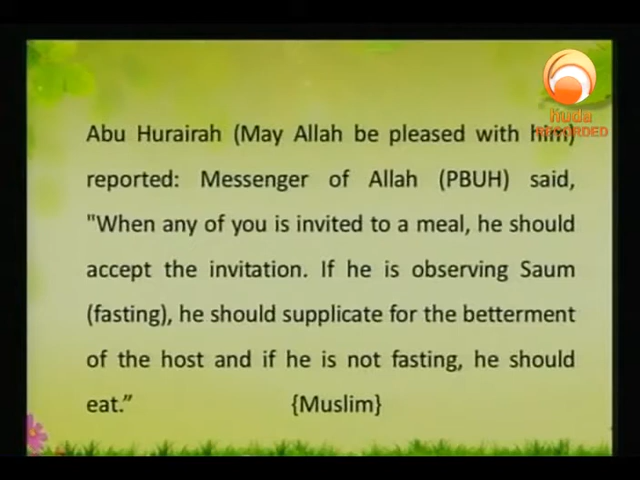 huda
RECORDED
Abu Hurairah (May Allah be pleased with him)
reported: Messenger of Allah (PBUH) said,
"When any of you is invited to a meal, he should
accept the invitation. If he is observing Saum
(fasting), he should supplicate for the betterment
of the host and if he is not fasting, he should
eat.” {Muslim}